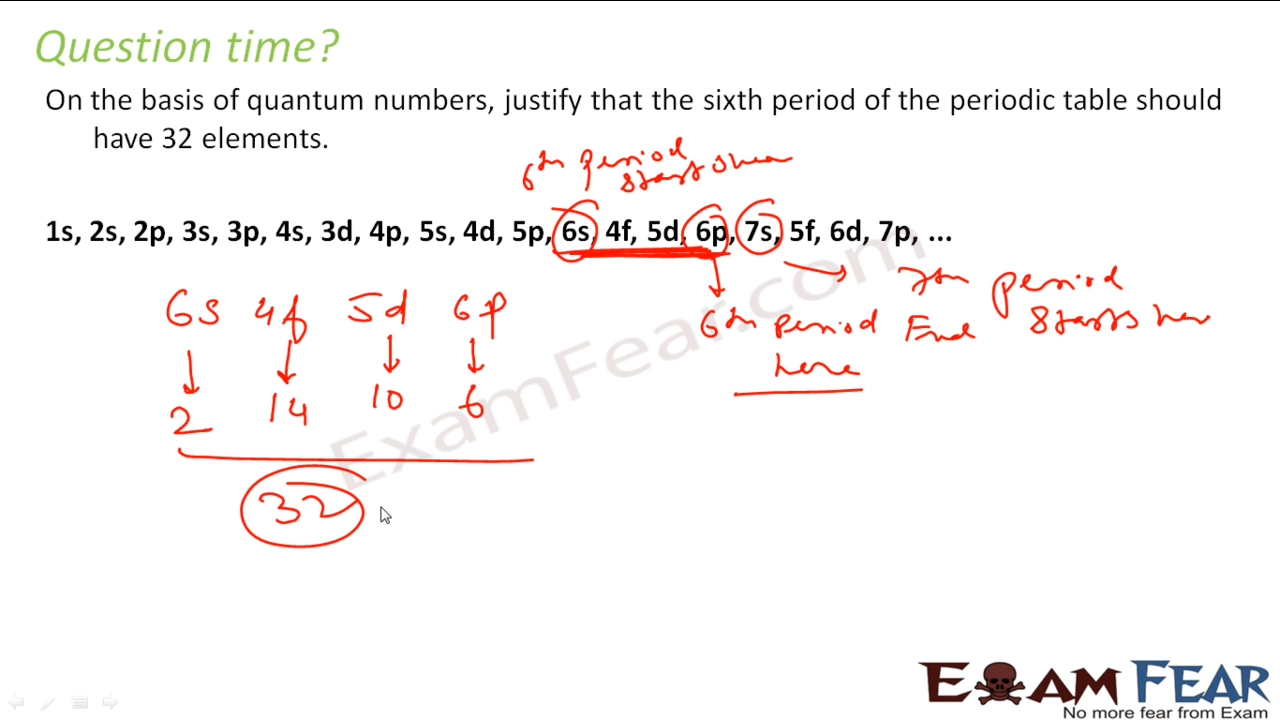 Question time?
On the basis of quantum numbers, justify that the sixth period of the periodic table should
have 32 elements.
6th period
starts here
1s, 2s, 2p, 3s, 3p, 4s, 3d, 4p, 5s, 4d, 5p, 6s, 4f, 5d, 6p, 7s, 5f, 6d, 7p, ...
6s 4f 5d 6p
2 14 10 6
32
6th period End
here
7th period
starts here
ExamFear.com
EXAM FEAR
No more fear from Exam